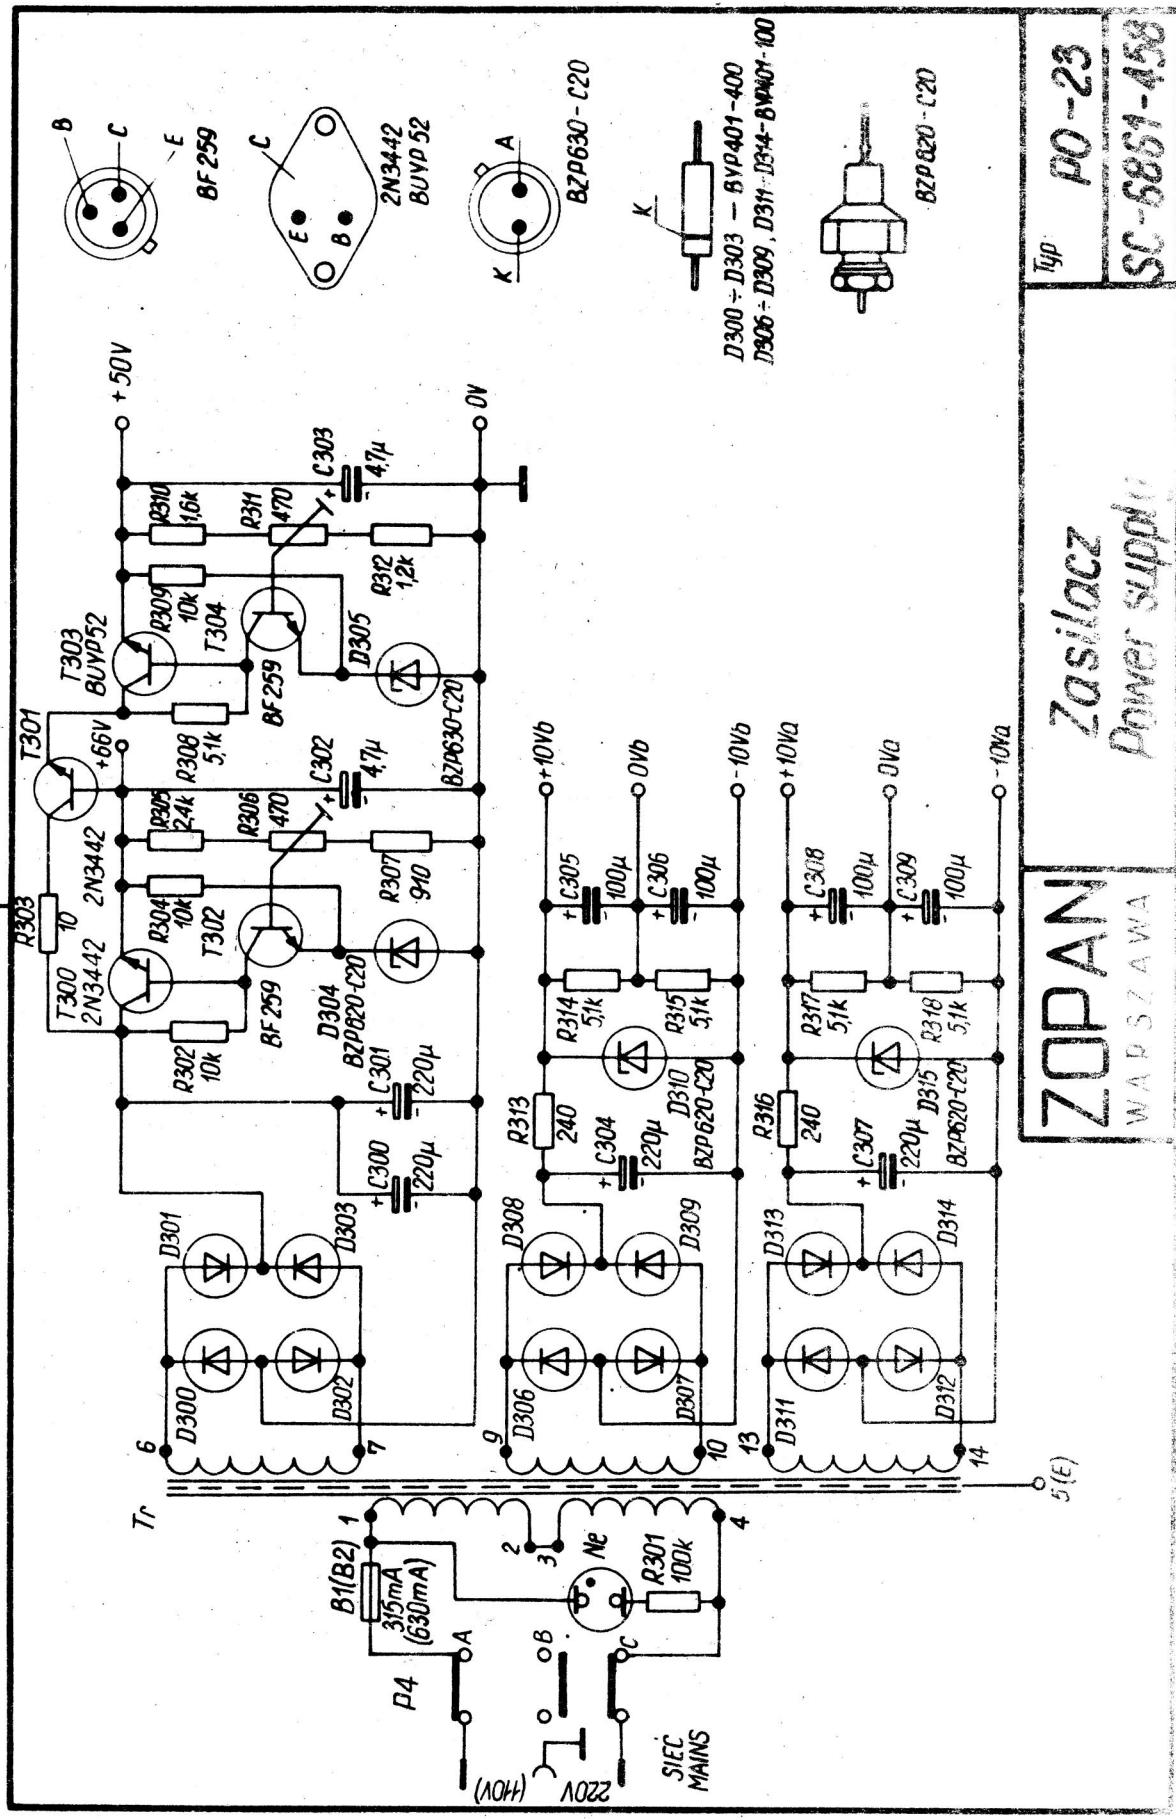 Tr
P4
A
B
C
220V
(110V)
SIEĆ
MAINS
B1(B2)
315mA
(630mA)
Ne
R301
100k
1
2
3
4
5(E)
6
7
9
10
13
14
D300
D301
D302
D303
+
C300
-
220µ
+
C301
-
220µ
R302
10k
T300
2N3442
R303
10
T301
2N3442
+66V
R304
10k
T302
BF259
D304
BZP820-C20
R305
2,4k
R306
470
R307
910
+
C302
-
4,7µ
T303
BUYP52
R308
5,1k
R309
10k
T304
BF259
D305
BZP630-C20
R310
1,6k
R311
470
R312
1,2k
+
C303
-
4,7µ
+50V
0V
D306
D307
D308
D309
+
C304
-
220µ
R313
240
D310
BZP620-C20
R314
5,1k
R315
5,1k
+
C305
-
100µ
+
C306
-
100µ
+10Vb
0Vb
-10Vb
D311
D312
D313
D314
+
C307
-
220µ
R316
240
D315
BZP620-C20
R317
5,1k
R318
5,1k
+
C308
-
100µ
+
C309
-
100µ
+10Va
0Va
-10Va
B
C
E
BF259
C
E
B
2N3442
BUYP52
K
A
BZP630-C20
K
D300÷D303 — BYP401-400
D306÷D309, D311÷D314-BYP401-100
BZP820-C20
ZOPAN
WARSZAWA
Zasilacz
Power supply
Typ
PO-23
SC-6861-458